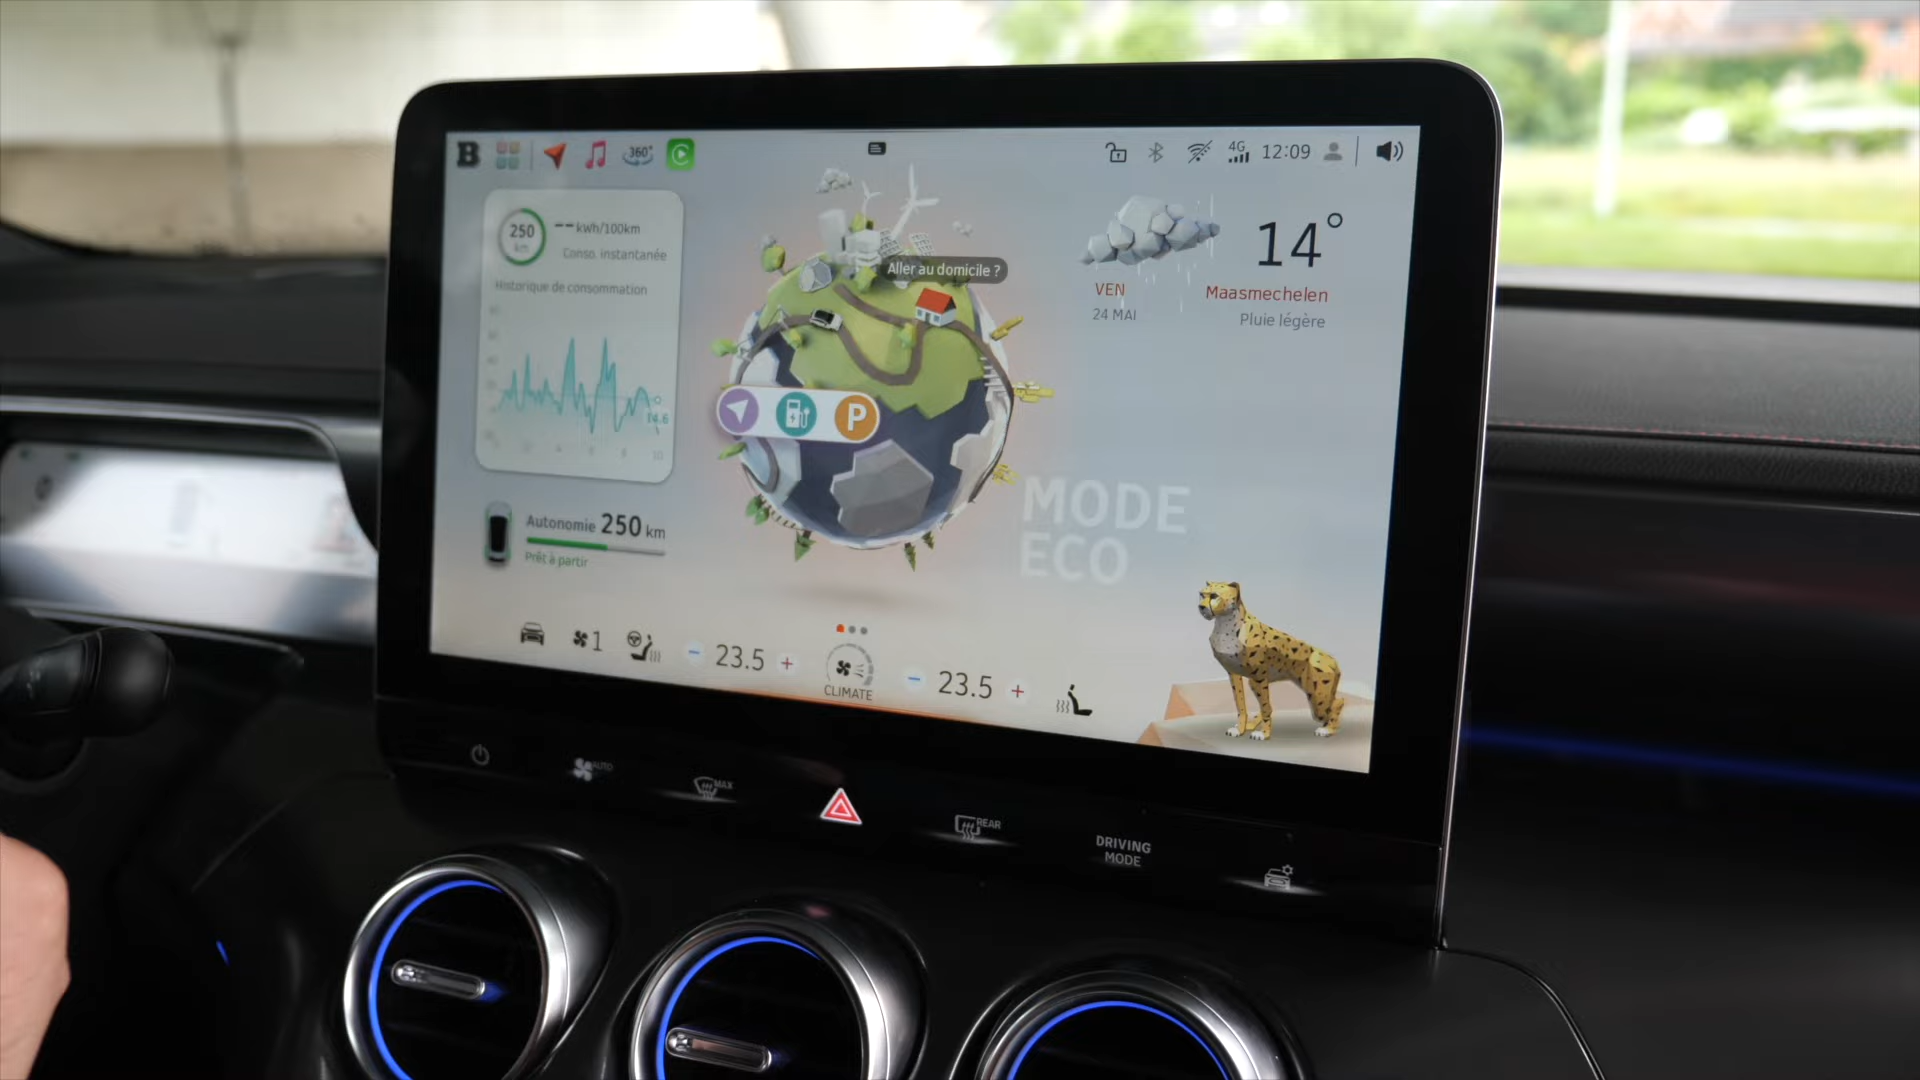 B
360°
4G
12:09
250
km
-- kWh/100km
Conso. instantanée
Historique de consommation
14.6
Aller au domicile ?
P
14°
VEN
24 MAI
Maasmechelen
Pluie légère
MODE
ECO
Autonomie 250 km
Prêt à partir
1
- 23.5 +
CLIMATE
- 23.5 +
AUTO
MAX
REAR
DRIVING
MODE